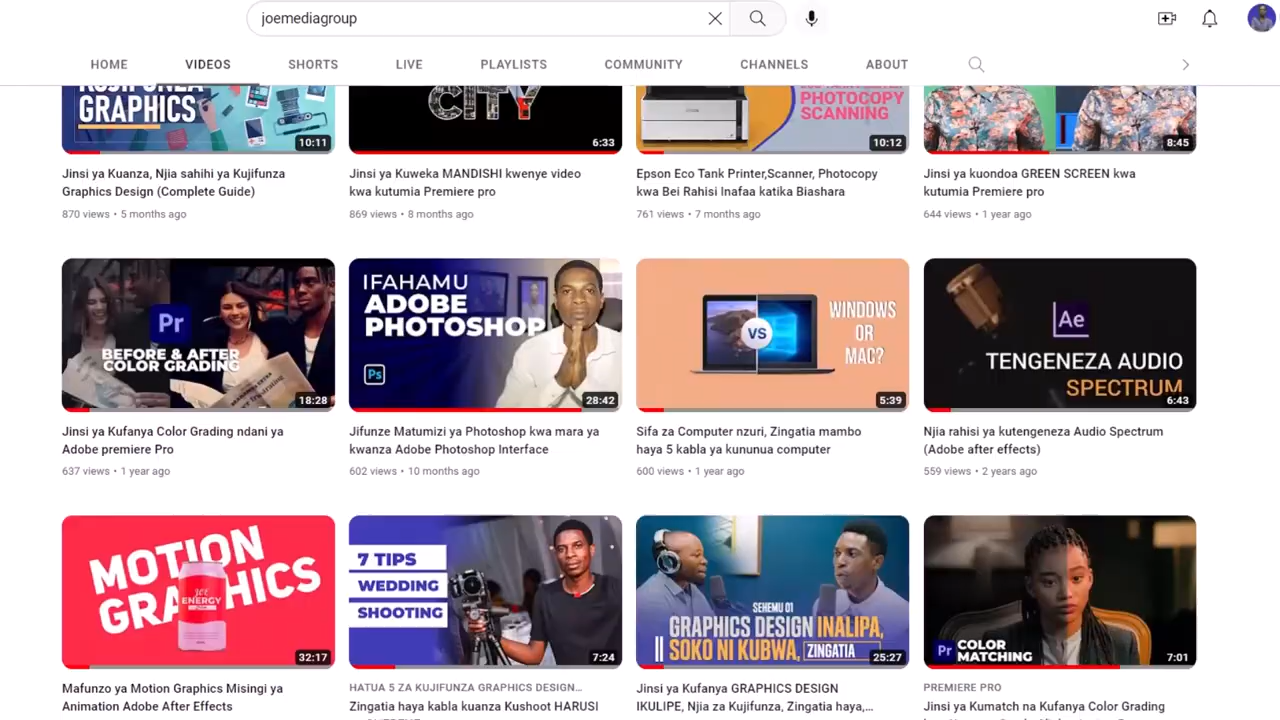 joemediagroup
HOME
VIDEOS
SHORTS
LIVE
PLAYLISTS
COMMUNITY
CHANNELS
ABOUT
GRAPHICS
10:11
CITY
6:33
PHOTOCOPY
SCANNING
EPSON
10:12
8:45
Jinsi ya Kuanza, Njia sahihi ya Kujifunza
Graphics Design (Complete Guide)
870 views • 5 months ago
Jinsi ya Kuweka MANDISHI kwenye video
kwa kutumia Premiere pro
869 views • 8 months ago
Epson Eco Tank Printer,Scanner, Photocopy
kwa Bei Rahisi Inafaa katika Biashara
761 views • 7 months ago
Jinsi ya kuondoa GREEN SCREEN kwa
kutumia Premiere pro
644 views • 1 year ago
Pr
BEFORE & AFTER
COLOR GRADING
18:28
IFAHAMU
ADOBE
PHOTOSHOP
Ps
28:42
VS
WINDOWS
OR
MAC?
5:39
Ae
TENGENEZA AUDIO
SPECTRUM
6:43
Jinsi ya Kufanya Color Grading ndani ya
Adobe premiere Pro
637 views • 1 year ago
Jifunze Matumizi ya Photoshop kwa mara ya
kwanza Adobe Photoshop Interface
602 views • 10 months ago
Sifa za Computer nzuri, Zingatia mambo
haya 5 kabla ya kununua computer
600 views • 1 year ago
Njia rahisi ya kutengeneza Audio Spectrum
(Adobe after effects)
559 views • 2 years ago
MOTION
GRAPHICS
ENERGY
32:17
7 TIPS
WEDDING
SHOOTING
7:24
SEHEMU 01
GRAPHICS DESIGN INALIPA,
SOKO NI KUBWA, ZINGATIA
25:27
Pr
COLOR
MATCHING
7:01
Mafunzo ya Motion Graphics Misingi ya
Animation Adobe After Effects
HATUA 5 ZA KUJIFUNZA GRAPHICS DESIGN...
Zingatia haya kabla kuanza Kushoot HARUSI
Jinsi ya Kufanya GRAPHICS DESIGN
IKULIPE, Njia za Kujifunza, Zingatia haya,...
PREMIERE PRO
Jinsi ya Kumatch na Kufanya Color Grading